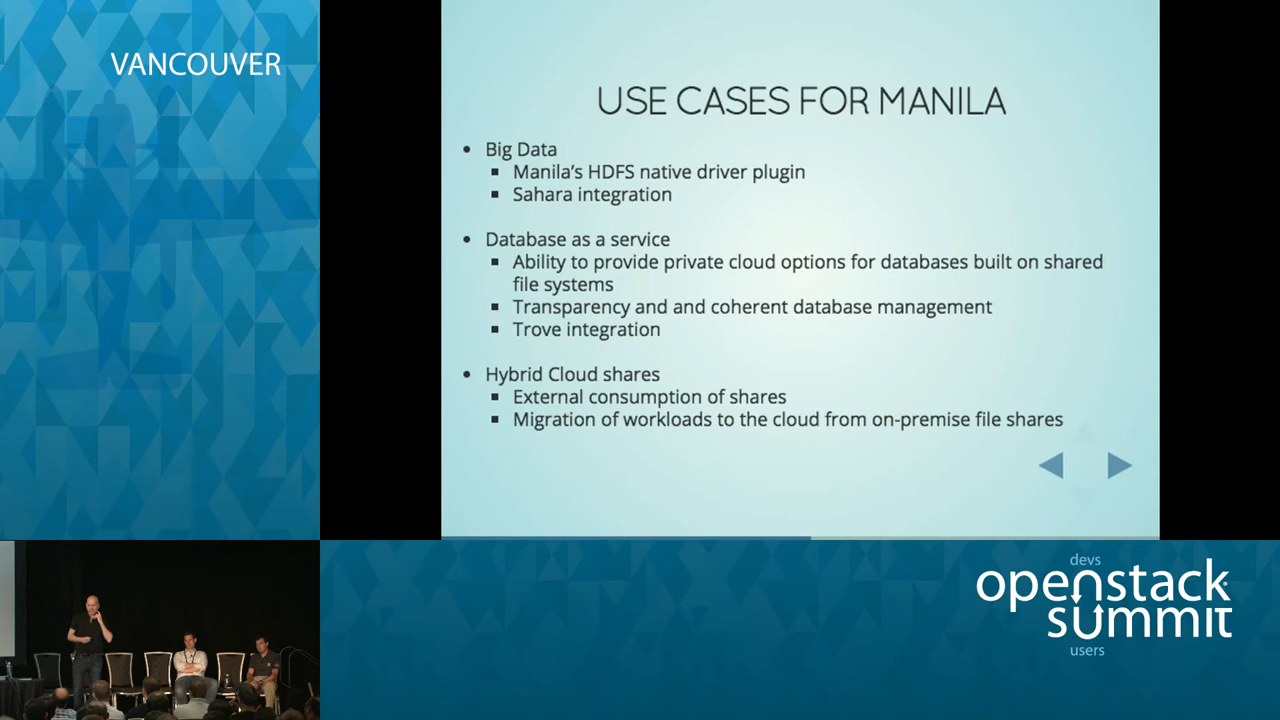 VANCOUVER
USE CASES FOR MANILA
• Big Data
▪ Manila's HDFS native driver plugin
▪ Sahara integration
• Database as a service
▪ Ability to provide private cloud options for databases built on shared
file systems
▪ Transparency and and coherent database management
▪ Trove integration
• Hybrid Cloud shares
▪ External consumption of shares
▪ Migration of workloads to the cloud from on-premise file shares
devs
openstack
summit
users